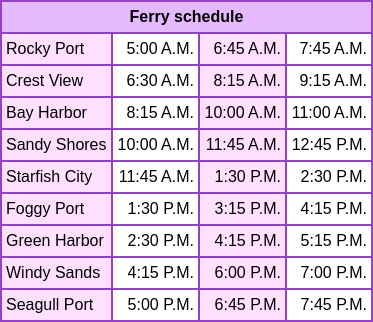 Ferry schedule
Rocky Port 5:00 A.M. 6:45 A.M. 7:45 A.M.
Crest View 6:30 A.M. 8:15 A.M. 9:15 A.M.
Bay Harbor 8:15 A.M. 10:00 A.M. 11:00 A.M.
Sandy Shores 10:00 A.M. 11:45 A.M. 12:45 P.M.
Starfish City 11:45 A.M. 1:30 P.M. 2:30 P.M.
Foggy Port 1:30 P.M. 3:15 P.M. 4:15 P.M.
Green Harbor 2:30 P.M. 4:15 P.M. 5:15 P.M.
Windy Sands 4:15 P.M. 6:00 P.M. 7:00 P.M.
Seagull Port 5:00 P.M. 6:45 P.M. 7:45 P.M.